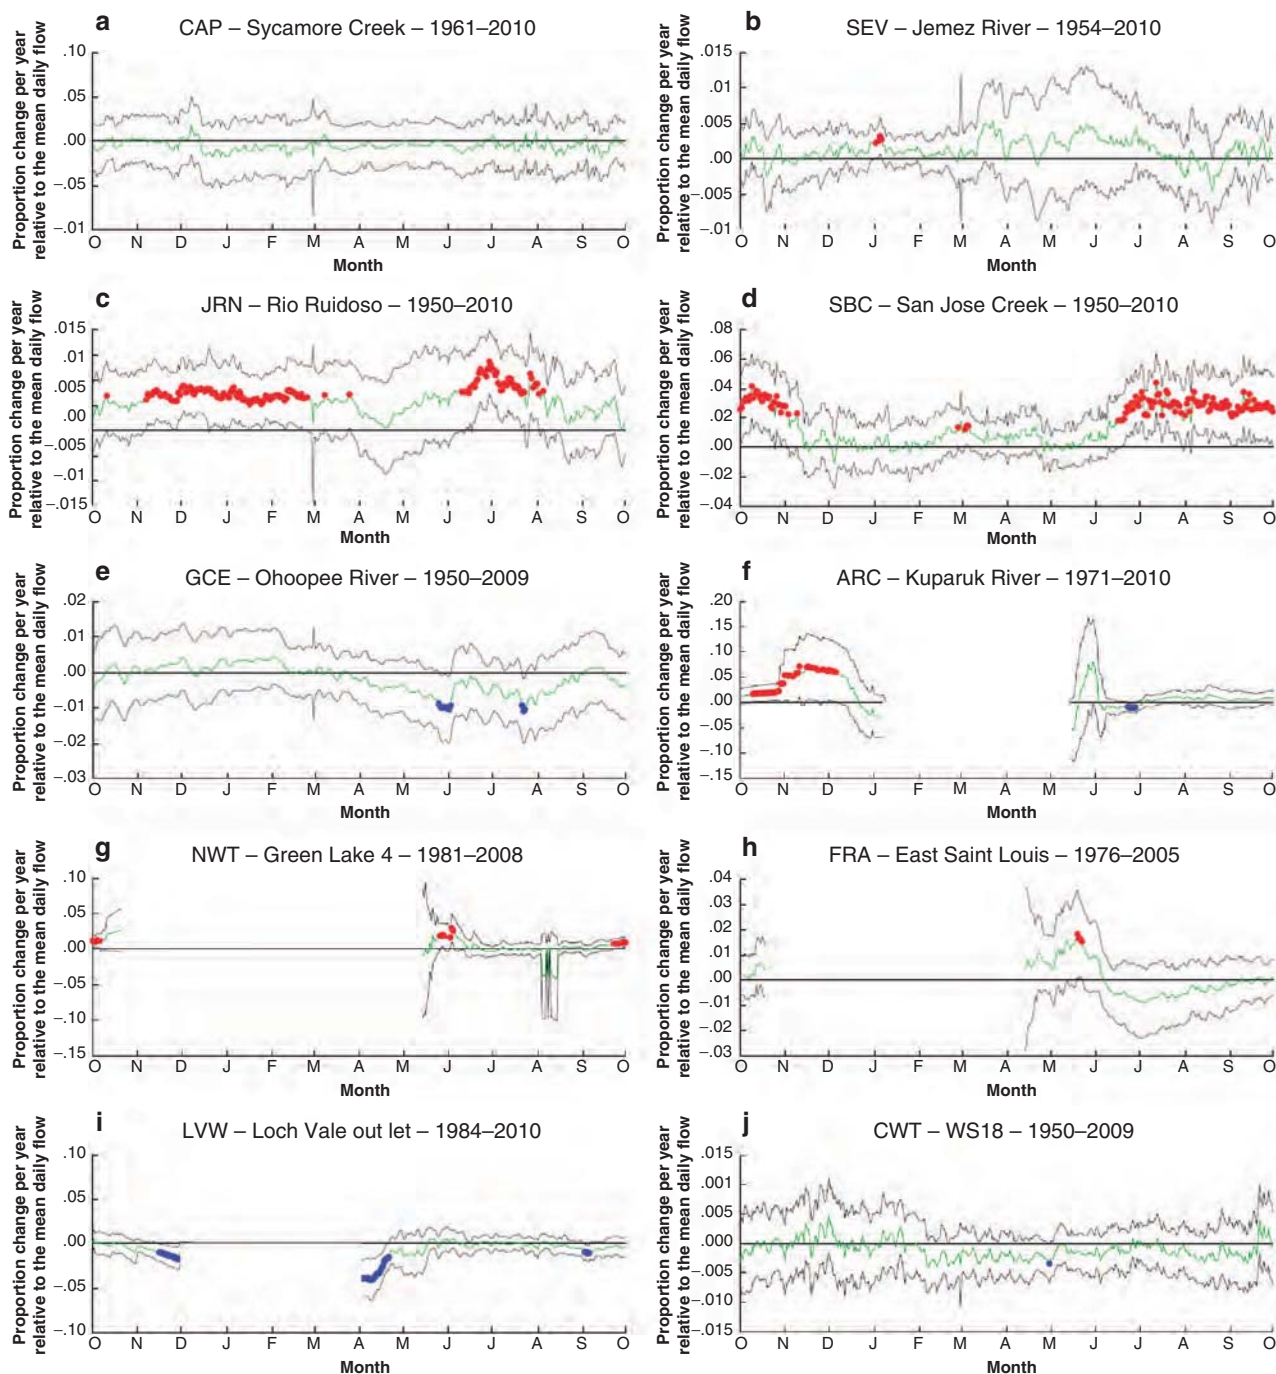 a CAP – Sycamore Creek – 1961–2010
Proportion change per year
relative to the mean daily flow
.10
.05
.00
–.05
–.01
O N D J F M A M J J A S O
Month
b SEV – Jemez River – 1954–2010
Proportion change per year
relative to the mean daily flow
.015
.01
.005
.00
–.005
–.01
O N D J F M A M J J A S O
Month
c JRN – Rio Ruidoso – 1950–2010
Proportion change per year
relative to the mean daily flow
.015
.01
.005
.00
–.005
–.01
–.015
O N D J F M A M J J A S O
Month
d SBC – San Jose Creek – 1950–2010
Proportion change per year
relative to the mean daily flow
.08
.06
.04
.02
.00
–.02
–.04
O N D J F M A M J J A S O
Month
e GCE – Ohoopee River – 1950–2009
Proportion change per year
relative to the mean daily flow
.02
.01
.00
–.01
–.02
–.03
O N D J F M A M J J A S O
Month
f ARC – Kuparuk River – 1971–2010
Proportion change per year
relative to the mean daily flow
.20
.15
.10
.05
.00
–.05
–.10
–.15
O N D J F M A M J J A S O
Month
g NWT – Green Lake 4 – 1981–2008
Proportion change per year
relative to the mean daily flow
.10
.05
.00
–.05
–.10
–.15
O N D J F M A M J J A S O
Month
h FRA – East Saint Louis – 1976–2005
Proportion change per year
relative to the mean daily flow
.04
.03
.02
.01
.00
–.01
–.02
–.03
O N D J F M A M J J A S O
Month
i LVW – Loch Vale out let – 1984–2010
Proportion change per year
relative to the mean daily flow
.10
.05
.00
–.05
–.10
O N D J F M A M J J A S O
Month
j CWT – WS18 – 1950–2009
Proportion change per year
relative to the mean daily flow
.015
.001
.005
.000
–.005
–.010
–.015
O N D J F M A M J J A S O
Month